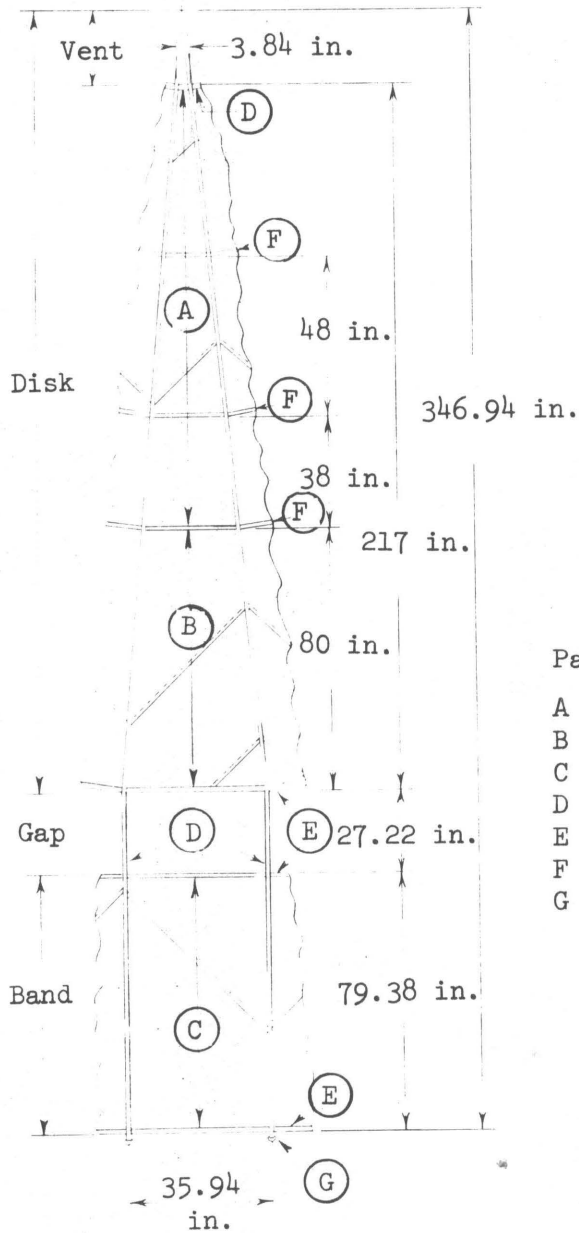 Vent
3.84 in.
D
F
A
48 in.
Disk
F
346.94 in.
38 in.
F
217 in.
B
80 in.
Pa
A
B
C
D
E
F
G
Gap
D
E
27.22 in.
Band
79.38 in.
C
E
G
35.94
in.